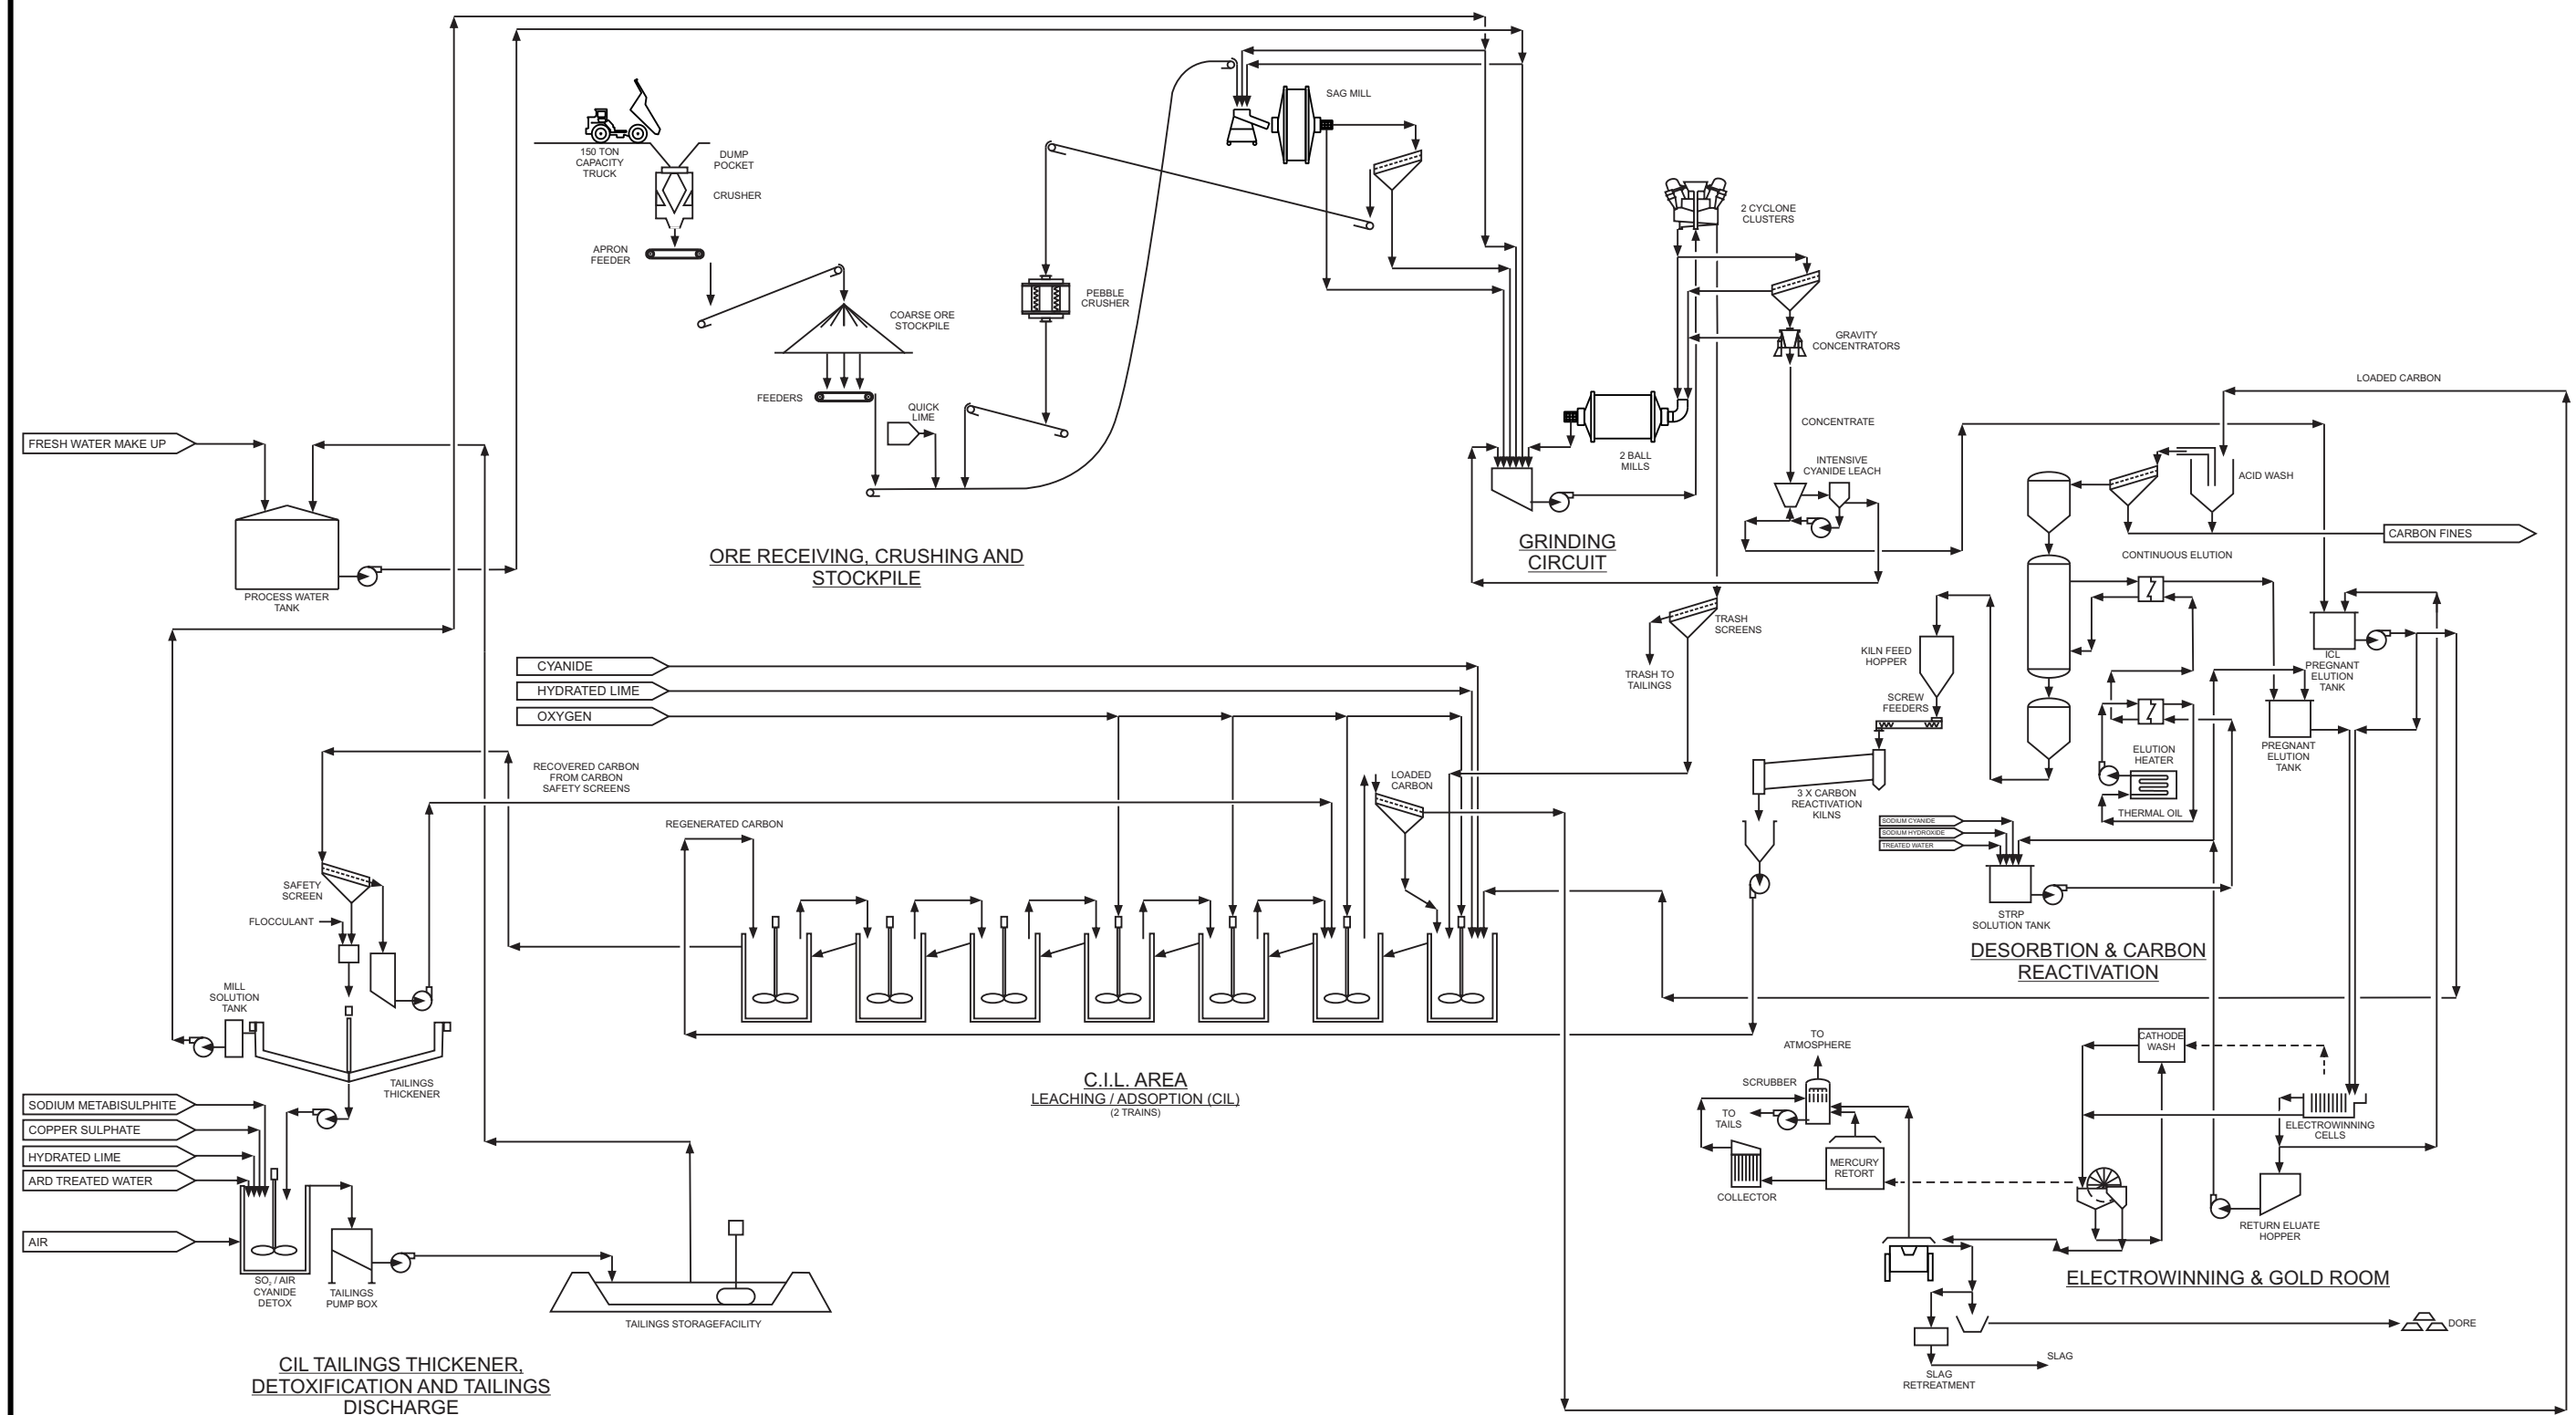 SAG MILL
150 TON
CAPACITY
TRUCK
DUMP
POCKET
CRUSHER
APRON
FEEDER
COARSE ORE
STOCKPILE
FEEDERS
QUICK
LIME
PEBBLE
CRUSHER
2 CYCLONE
CLUSTERS
GRAVITY
CONCENTRATORS
CONCENTRATE
2 BALL
MILLS
INTENSIVE
CYANIDE LEACH
LOADED CARBON
ACID WASH
CARBON FINES
CONTINUOUS ELUTION
FRESH WATER MAKE UP
PROCESS WATER
TANK
ORE RECEIVING, CRUSHING AND
STOCKPILE
GRINDING
CIRCUIT
TRASH
SCREENS
TRASH TO
TAILINGS
CYANIDE
HYDRATED LIME
OXYGEN
KILN FEED
HOPPER
SCREW
FEEDERS
3 X CARBON
REACTIVATION
KILNS
ICL
PREGNANT
ELUTION
TANK
PREGNANT
ELUTION
TANK
ELUTION
HEATER
THERMAL OIL
SODIUM CYANIDE
SODIUM HYDROXIDE
TREATED WATER
STRP
SOLUTION TANK
DESORBTION & CARBON
REACTIVATION
RECOVERED CARBON
FROM CARBON
SAFETY SCREENS
REGENERATED CARBON
LOADED
CARBON
SAFETY
SCREEN
FLOCCULANT
MILL
SOLUTION
TANK
TAILINGS
THICKENER
C.I.L. AREA
LEACHING / ADSOPTION (CIL)
(2 TRAINS)
SODIUM METABISULPHITE
COPPER SULPHATE
HYDRATED LIME
ARD TREATED WATER
AIR
SO2 / AIR
CYANIDE
DETOX
TAILINGS
PUMP BOX
TAILINGS STORAGEFACILITY
CIL TAILINGS THICKENER,
DETOXIFICATION AND TAILINGS
DISCHARGE
TO
ATMOSPHERE
SCRUBBER
TO
TAILS
COLLECTOR
MERCURY
RETORT
CATHODE
WASH
ELECTROWINNING
CELLS
RETURN ELUATE
HOPPER
ELECTROWINNING & GOLD ROOM
DORE
SLAG
SLAG
RETREATMENT